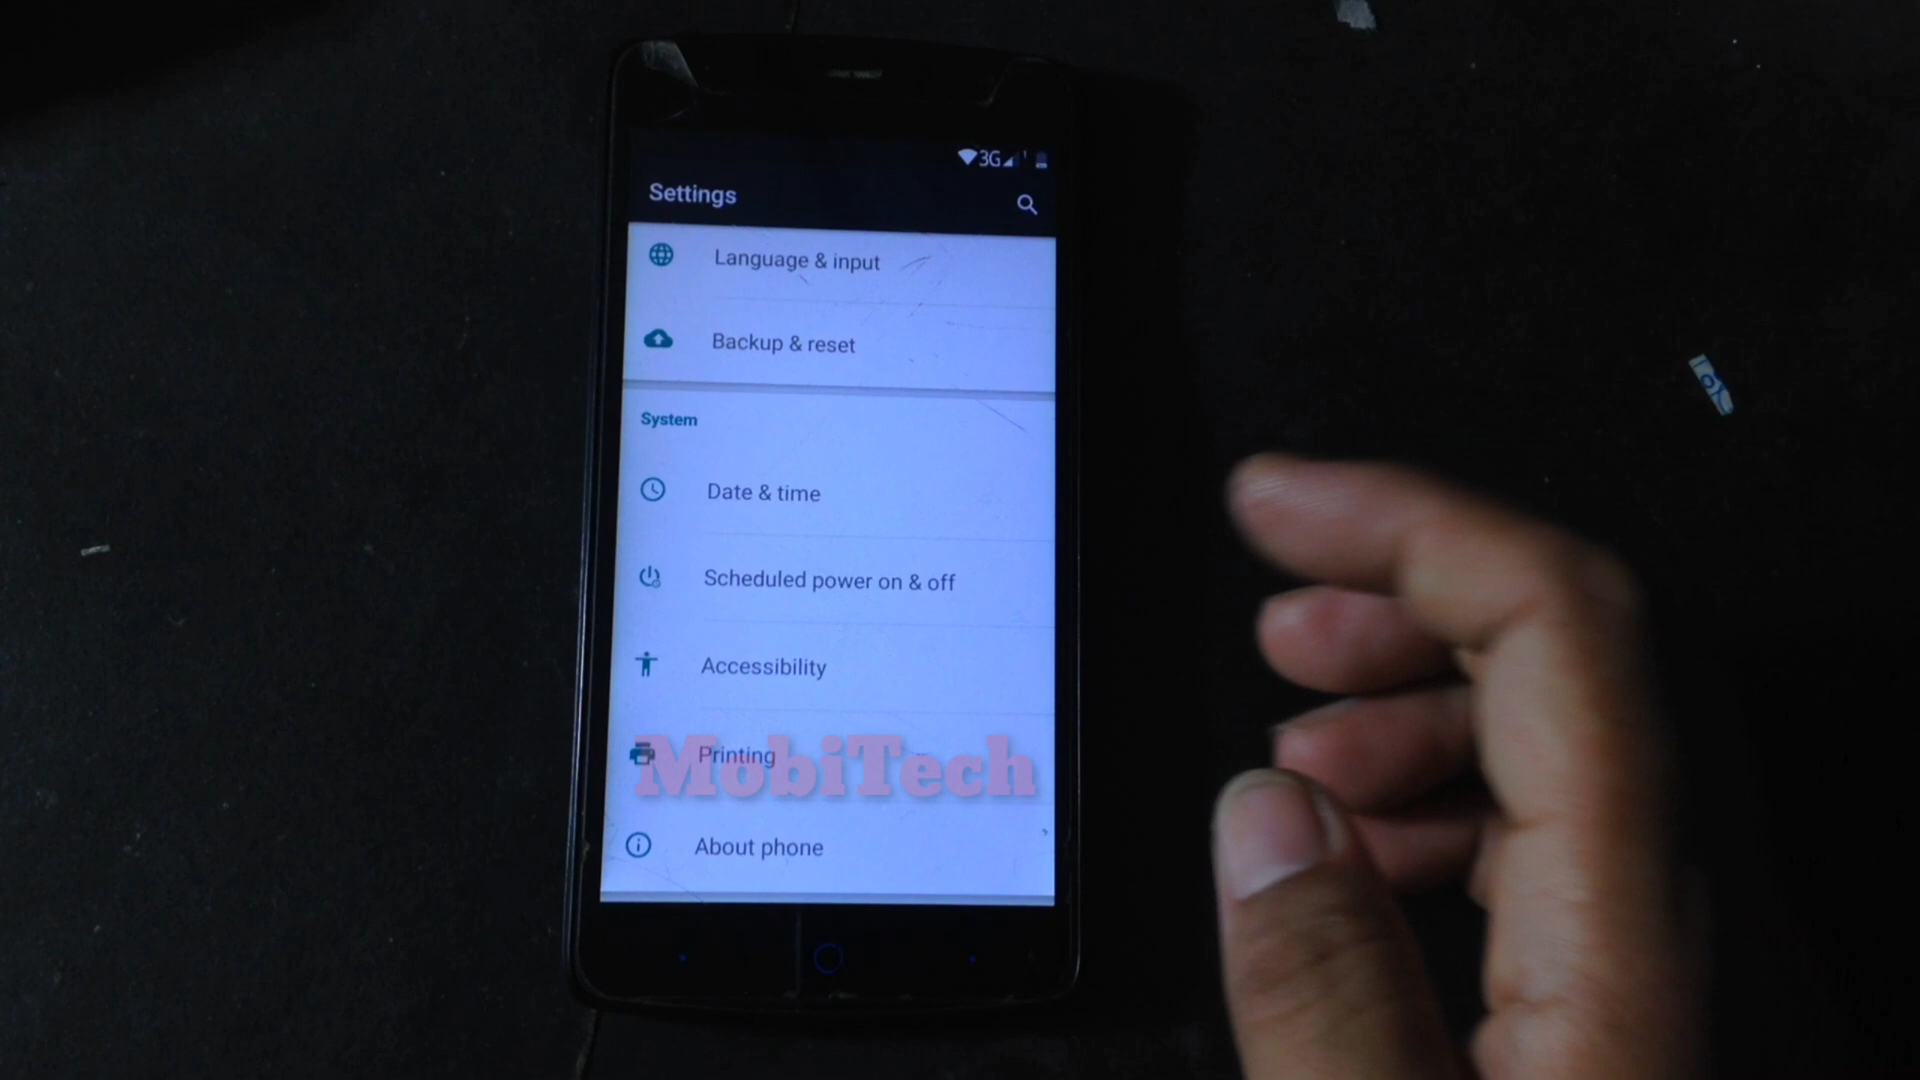 3G
Settings
Language & input
Backup & reset
System
Date & time
Scheduled power on & off
Accessibility
Printing
MobiTech
About phone